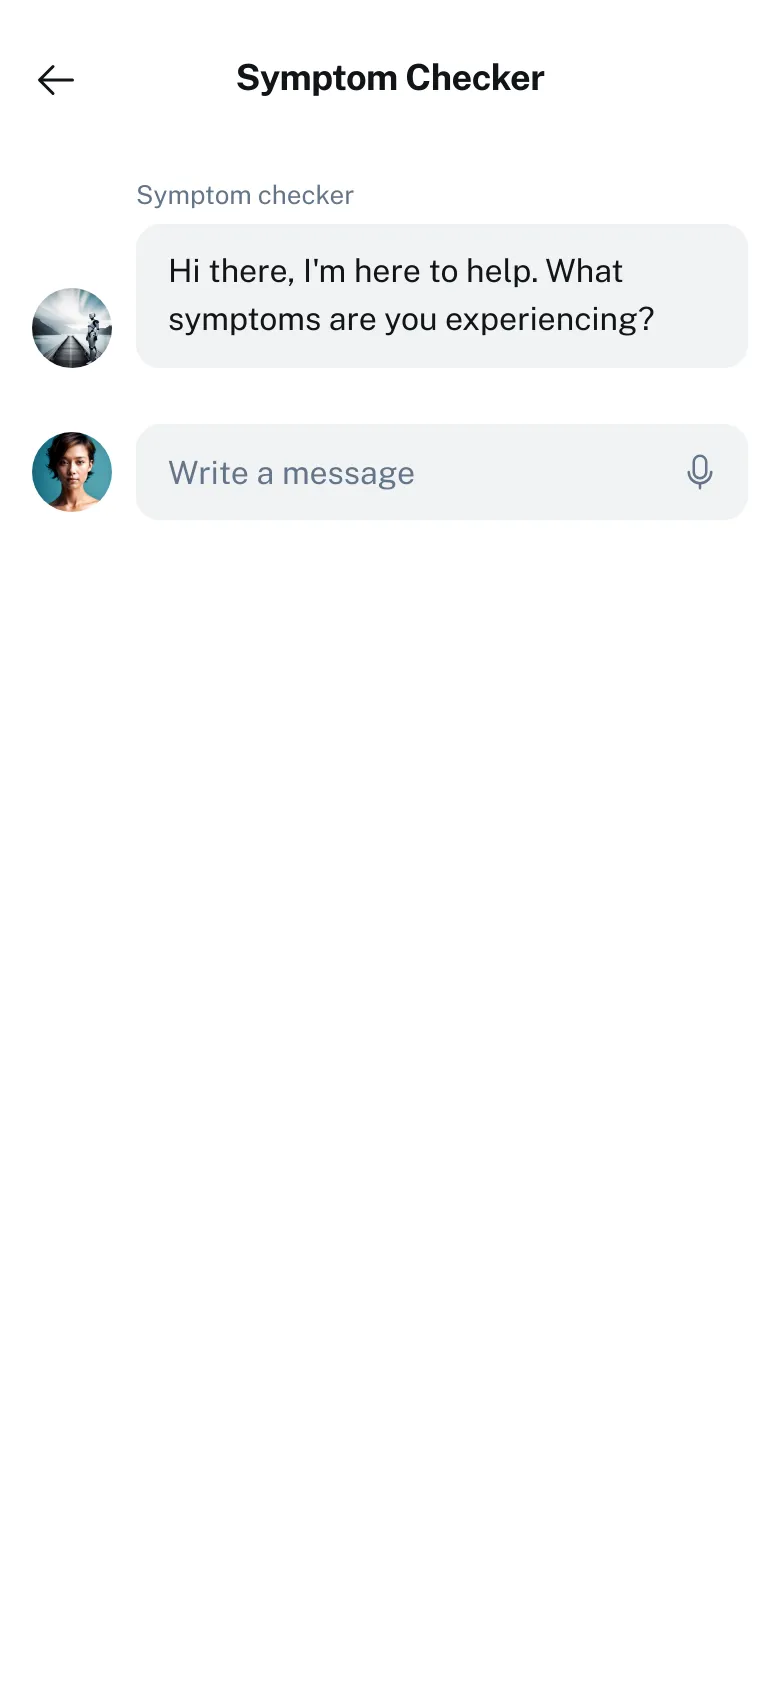 Symptom Checker
Symptom checker
Hi there, I'm here to help. What
symptoms are you experiencing?
Write a message